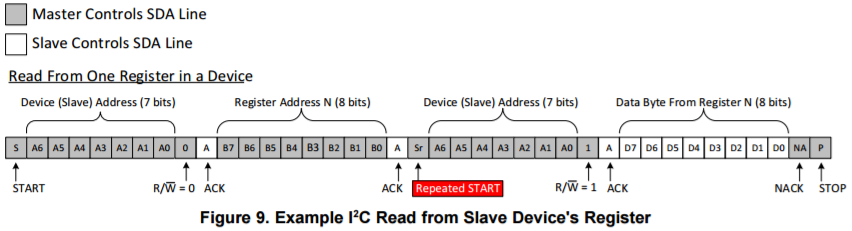 Master Controls SDA Line
Slave Controls SDA Line
Read From One Register in a Device
Device (Slave) Address (7 bits) Register Address N (8 bits) Device (Slave) Address (7 bits) Data Byte From Register N (8 bits)
S A6 A5 A4 A3 A2 A1 A0 0 A B7 B6 B5 B4 B3 B2 B1 B0 A Sr A6 A5 A4 A3 A2 A1 A0 1 A D7 D6 D5 D4 D3 D2 D1 D0 NA P
START R/W̅ = 0 ACK ACK Repeated START R/W̅ = 1 ACK NACK STOP
Figure 9. Example I²C Read from Slave Device's Register